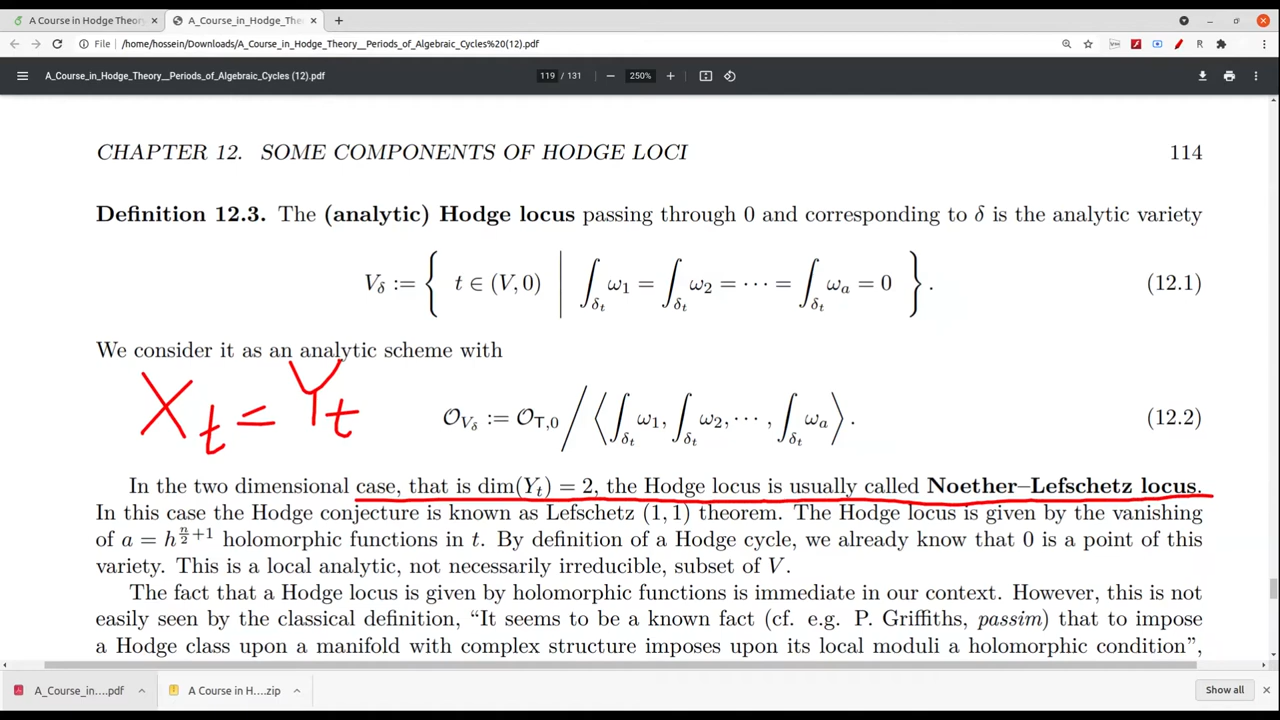 A Course in Hodge Theory
A_Course_in_Hodge_The
File /home/hossein/Downloads/A_Course_in_Hodge_Theory__Periods_of_Algebraic_Cycles%20(12).pdf
A_Course_in_Hodge_Theory__Periods_of_Algebraic_Cycles (12).pdf 119 / 131 250%
CHAPTER 12. SOME COMPONENTS OF HODGE LOCI 114
Definition 12.3. The (analytic) Hodge locus passing through 0 and corresponding to δ is the analytic variety
V_δ := { t ∈ (V, 0) | ∫_{δ_t} ω_1 = ∫_{δ_t} ω_2 = ⋯ = ∫_{δ_t} ω_a = 0 }. (12.1)
We consider it as an analytic scheme with
X_t = Y_t
𝒪_{V_δ} := 𝒪_{T,0} / ⟨∫_{δ_t} ω_1, ∫_{δ_t} ω_2, ⋯ , ∫_{δ_t} ω_a⟩. (12.2)
In the two dimensional case, that is dim(Y_t) = 2, the Hodge locus is usually called Noether–Lefschetz locus.
In this case the Hodge conjecture is known as Lefschetz (1, 1) theorem. The Hodge locus is given by the vanishing
of a = h^{n/2+1} holomorphic functions in t. By definition of a Hodge cycle, we already know that 0 is a point of this
variety. This is a local analytic, not necessarily irreducible, subset of V.
The fact that a Hodge locus is given by holomorphic functions is immediate in our context. However, this is not
easily seen by the classical definition, “It seems to be a known fact (cf. e.g. P. Griffiths, passim) that to impose
a Hodge class upon a manifold with complex structure imposes upon its local moduli a holomorphic condition”,
A_Course_in....pdf
A Course in H....zip
Show all